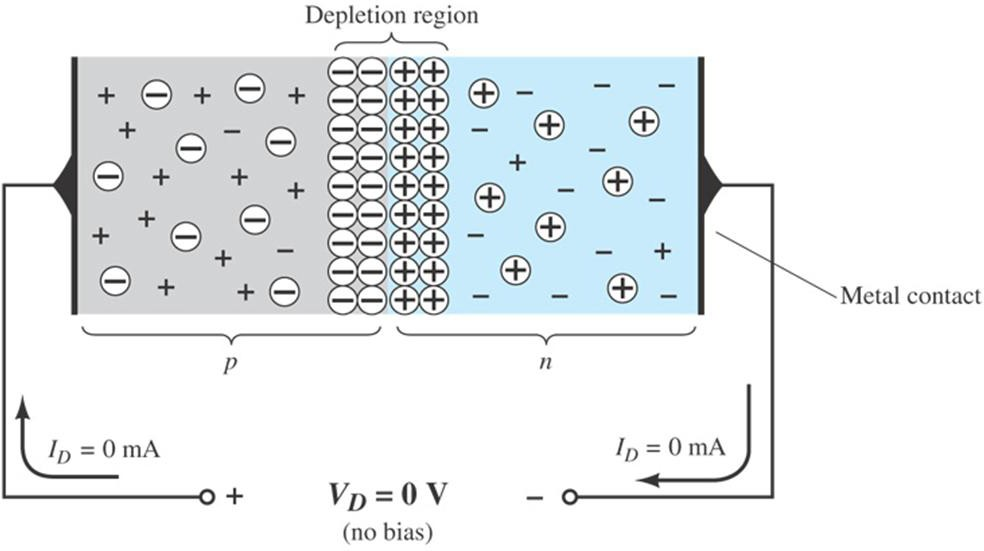 Depletion region
Metal contact
p
n
I_D = 0 mA
I_D = 0 mA
+ V_D = 0 V −
(no bias)